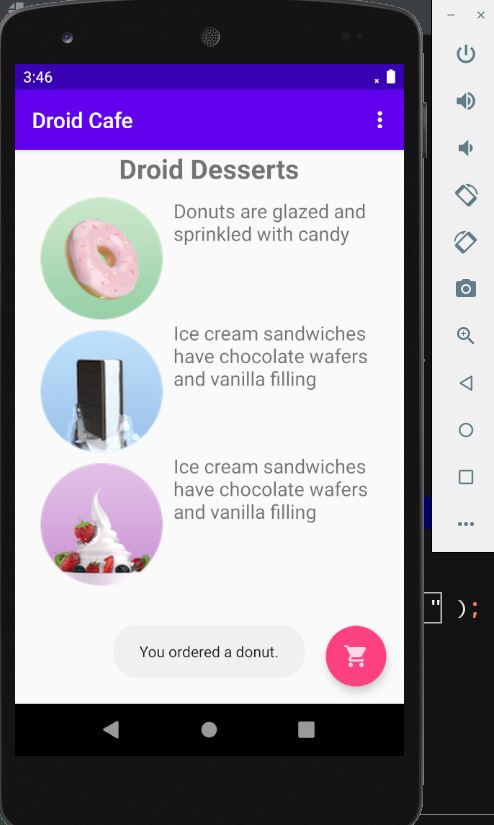 3:46
Droid Cafe
Droid Desserts
Donuts are glazed and
sprinkled with candy
Ice cream sandwiches
have chocolate wafers
and vanilla filling
Ice cream sandwiches
have chocolate wafers
and vanilla filling
" );
You ordered a donut.